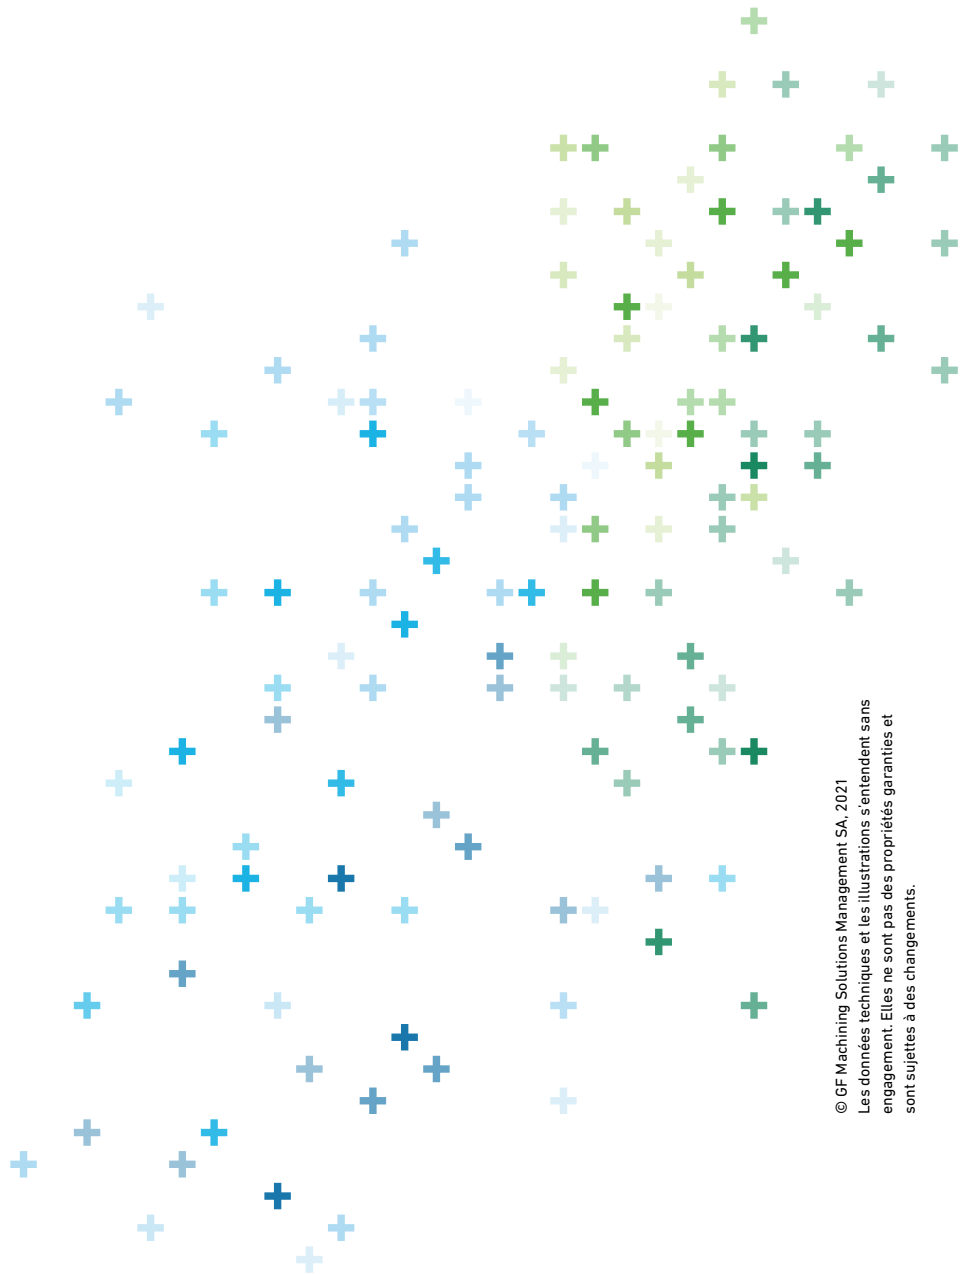 © GF Machining Solutions Management SA, 2021
Les données techniques et les illustrations s'entendent sans
engagement. Elles ne sont pas des propriétés garanties et
sont sujettes à des changements.